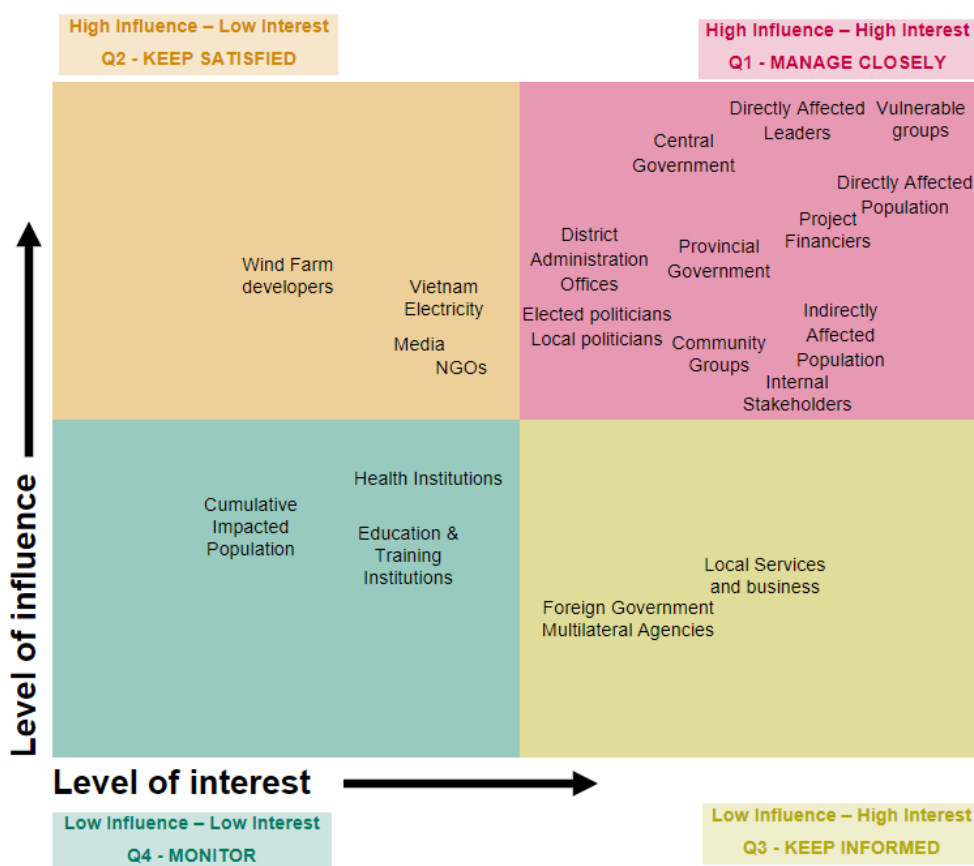 High Influence – Low Interest
Q2 - KEEP SATISFIED
High Influence – High Interest
Q1 - MANAGE CLOSELY
Wind Farm
developers
Vietnam
Electricity
Media
NGOs
Directly Affected
Leaders
Vulnerable
groups
Central
Government
Directly Affected
Population
Project
Financiers
District
Administration
Offices
Provincial
Government
Elected politicians
Local politicians
Community
Groups
Indirectly
Affected
Population
Internal
Stakeholders
Health Institutions
Cumulative
Impacted
Population
Education &
Training
Institutions
Local Services
and business
Foreign Government
Multilateral Agencies
Level of influence
Level of interest
Low Influence – Low Interest
Q4 - MONITOR
Low Influence – High Interest
Q3 - KEEP INFORMED